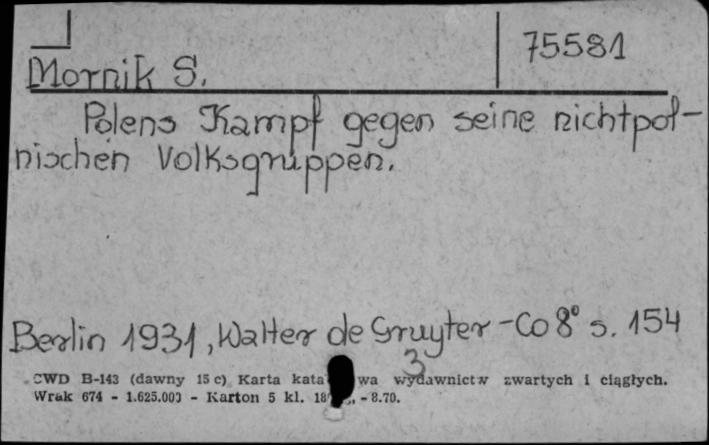 75581
Mornik S.
Polens Kampf gegen seine nichtpol-
nischen Volksgruppen.
Berlin 1931, Walter de Gruyter-Co 8° s. 154
3
CWD B-143 (dawny 15 c) Karta kata wa wydawnictw zwartych i ciągłych.
Wrak 674 - 1.625.000 - Karton 5 kl. 18 - 8.70.